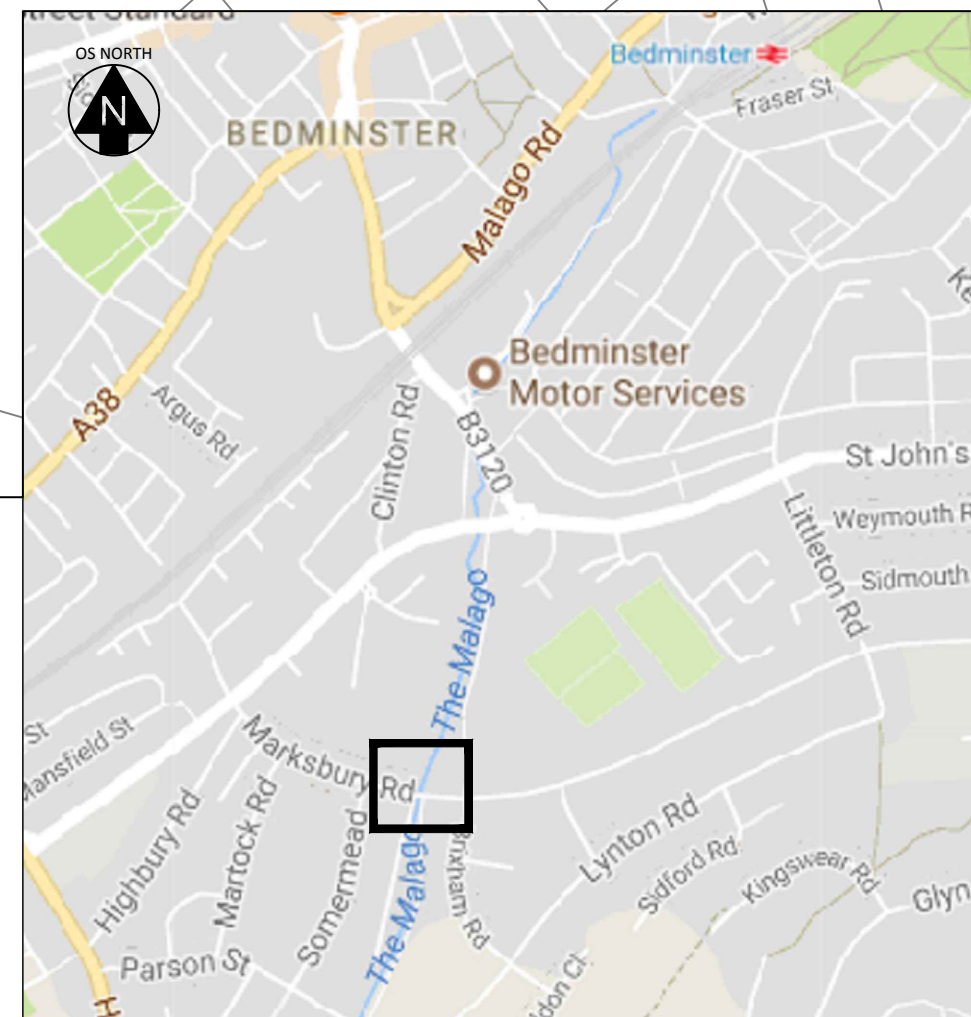 OS NORTH
N
Bedminster
Fraser St
BEDMINSTER
Malago Rd
Bedminster
Motor Services
A38
Argus Rd
Clinton Rd
B3120
St John's
Littleton Rd
Weymouth R
Sidmouth
The Malago
St
Mansfield St
Marksbury Rd
Highbury Rd
Martock Rd
Somermead
Brixham Rd
Lynton Rd
Sidford Rd
Kingswear Rd
Glyn
The Malago
Parson St
don Cl
H